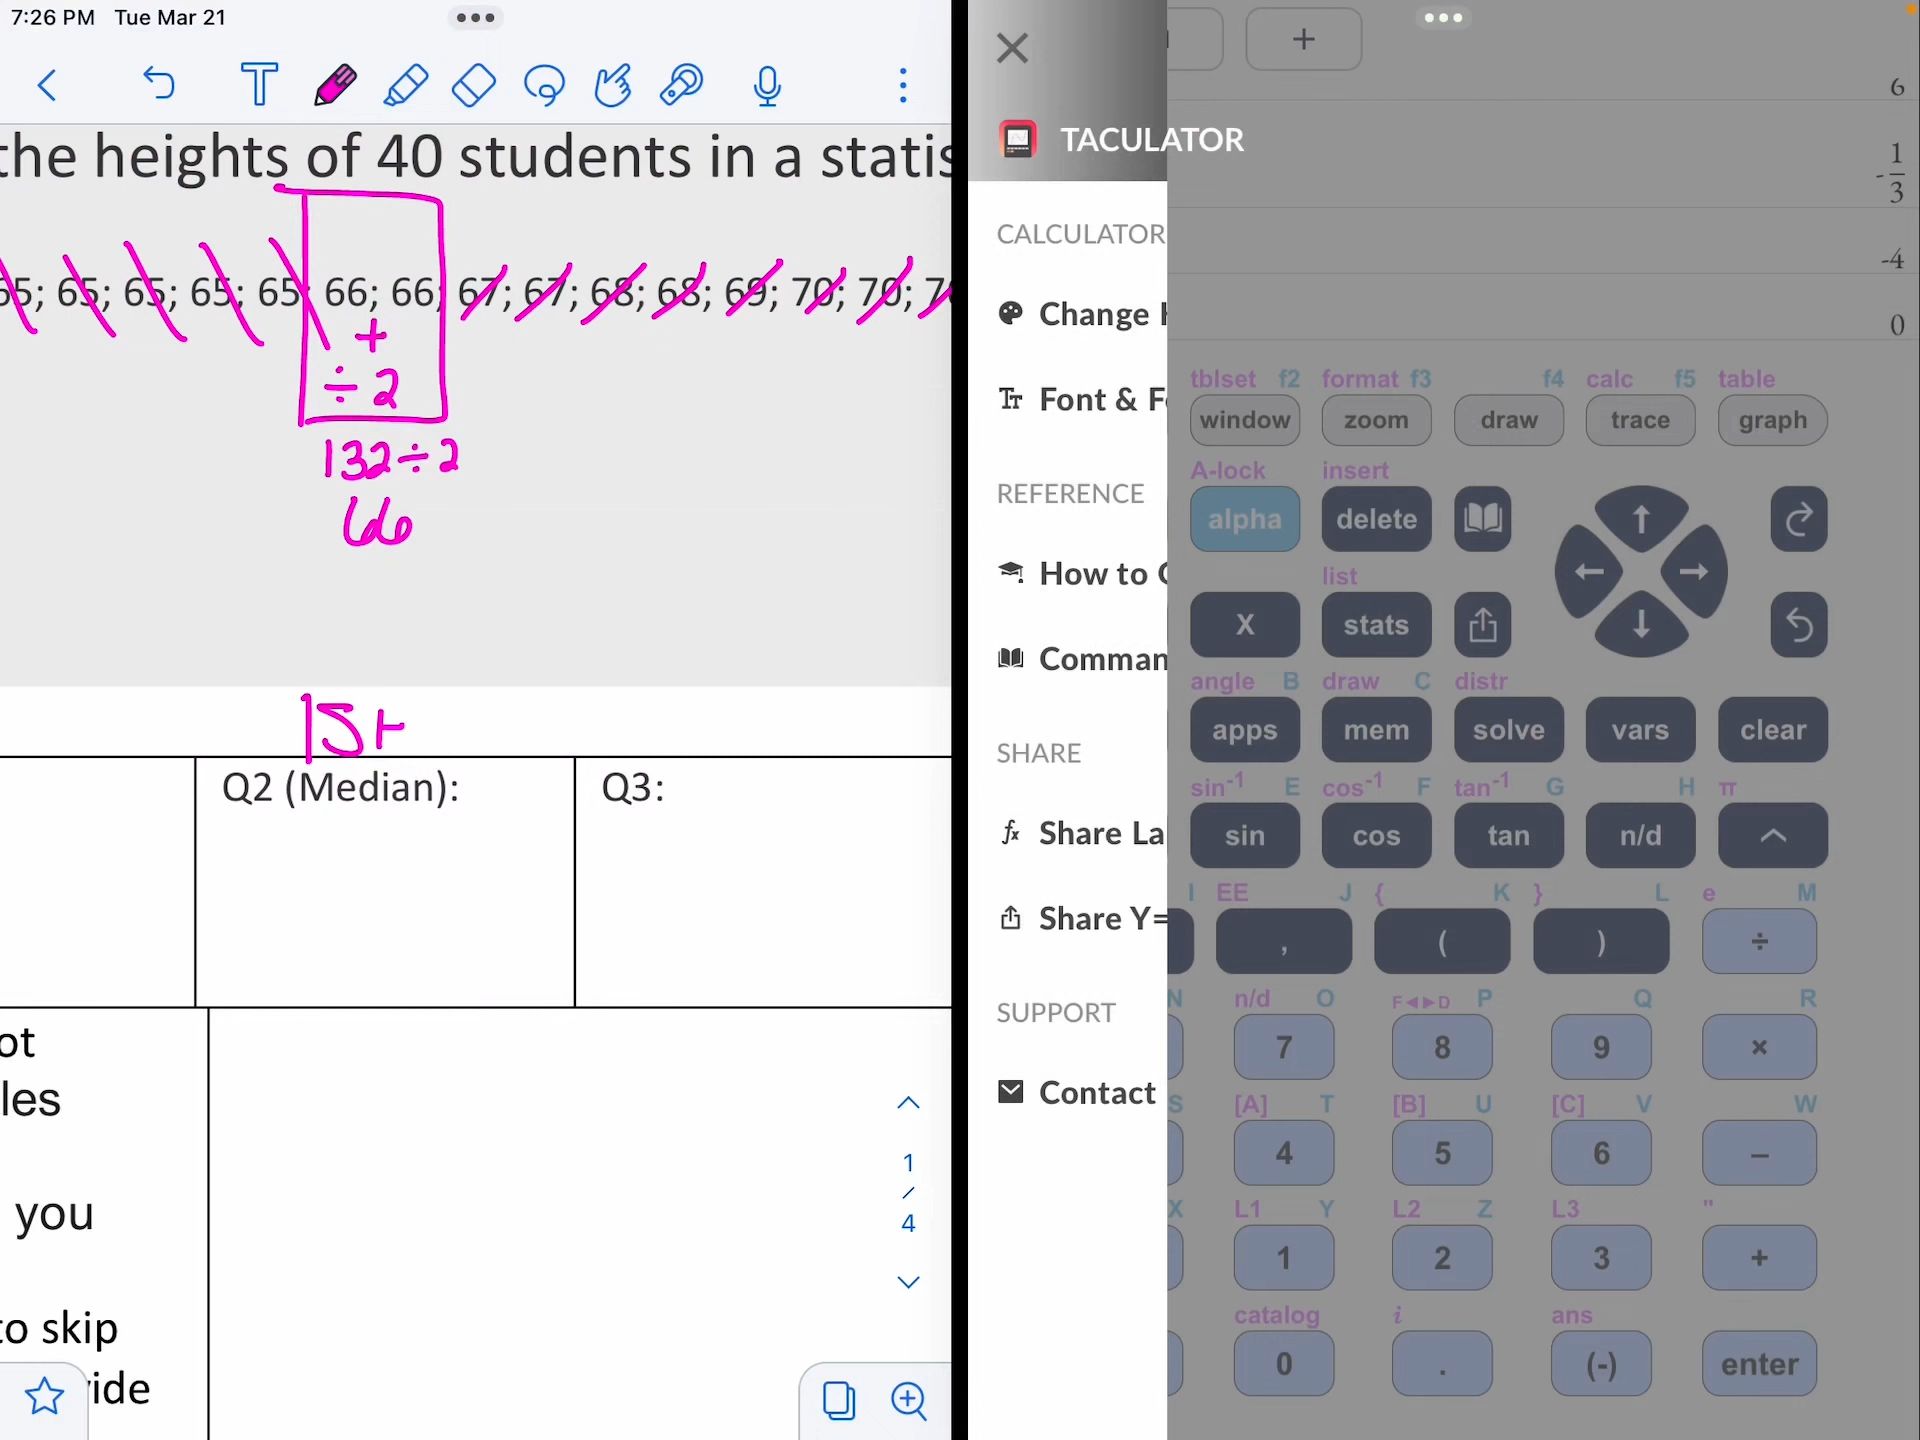 7:26 PM Tue Mar 21
the heights of 40 students in a statis
65; 65; 65; 65; 65; 66; 66; 67; 67; 68; 68; 69; 70; 70; 70
+
÷ 2
132 ÷ 2
66
1st
Q2 (Median):
Q3:
ot
les
you
to skip
ride
1
/
4
TACULATOR
CALCULATOR
Change
Font & F
REFERENCE
How to
Comman
SHARE
fx Share La
Share Y=
SUPPORT
Contact
+
6
-1/3
-4
0
tblset f2 format f3 f4 calc f5 table
window zoom draw trace graph
A-lock insert
alpha delete
list
X stats
angle B draw C distr
apps mem solve vars clear
sin-1 E cos-1 F tan-1 G H π
sin cos tan n/d ^
I EE J { K } L e M
, ( ) ÷
N n/d O F◄►D P Q R
7 8 9 ×
S [A] T [B] U [C] V W
4 5 6 –
X L1 Y L2 Z L3 "
1 2 3 +
catalog i ans
0 . (-) enter